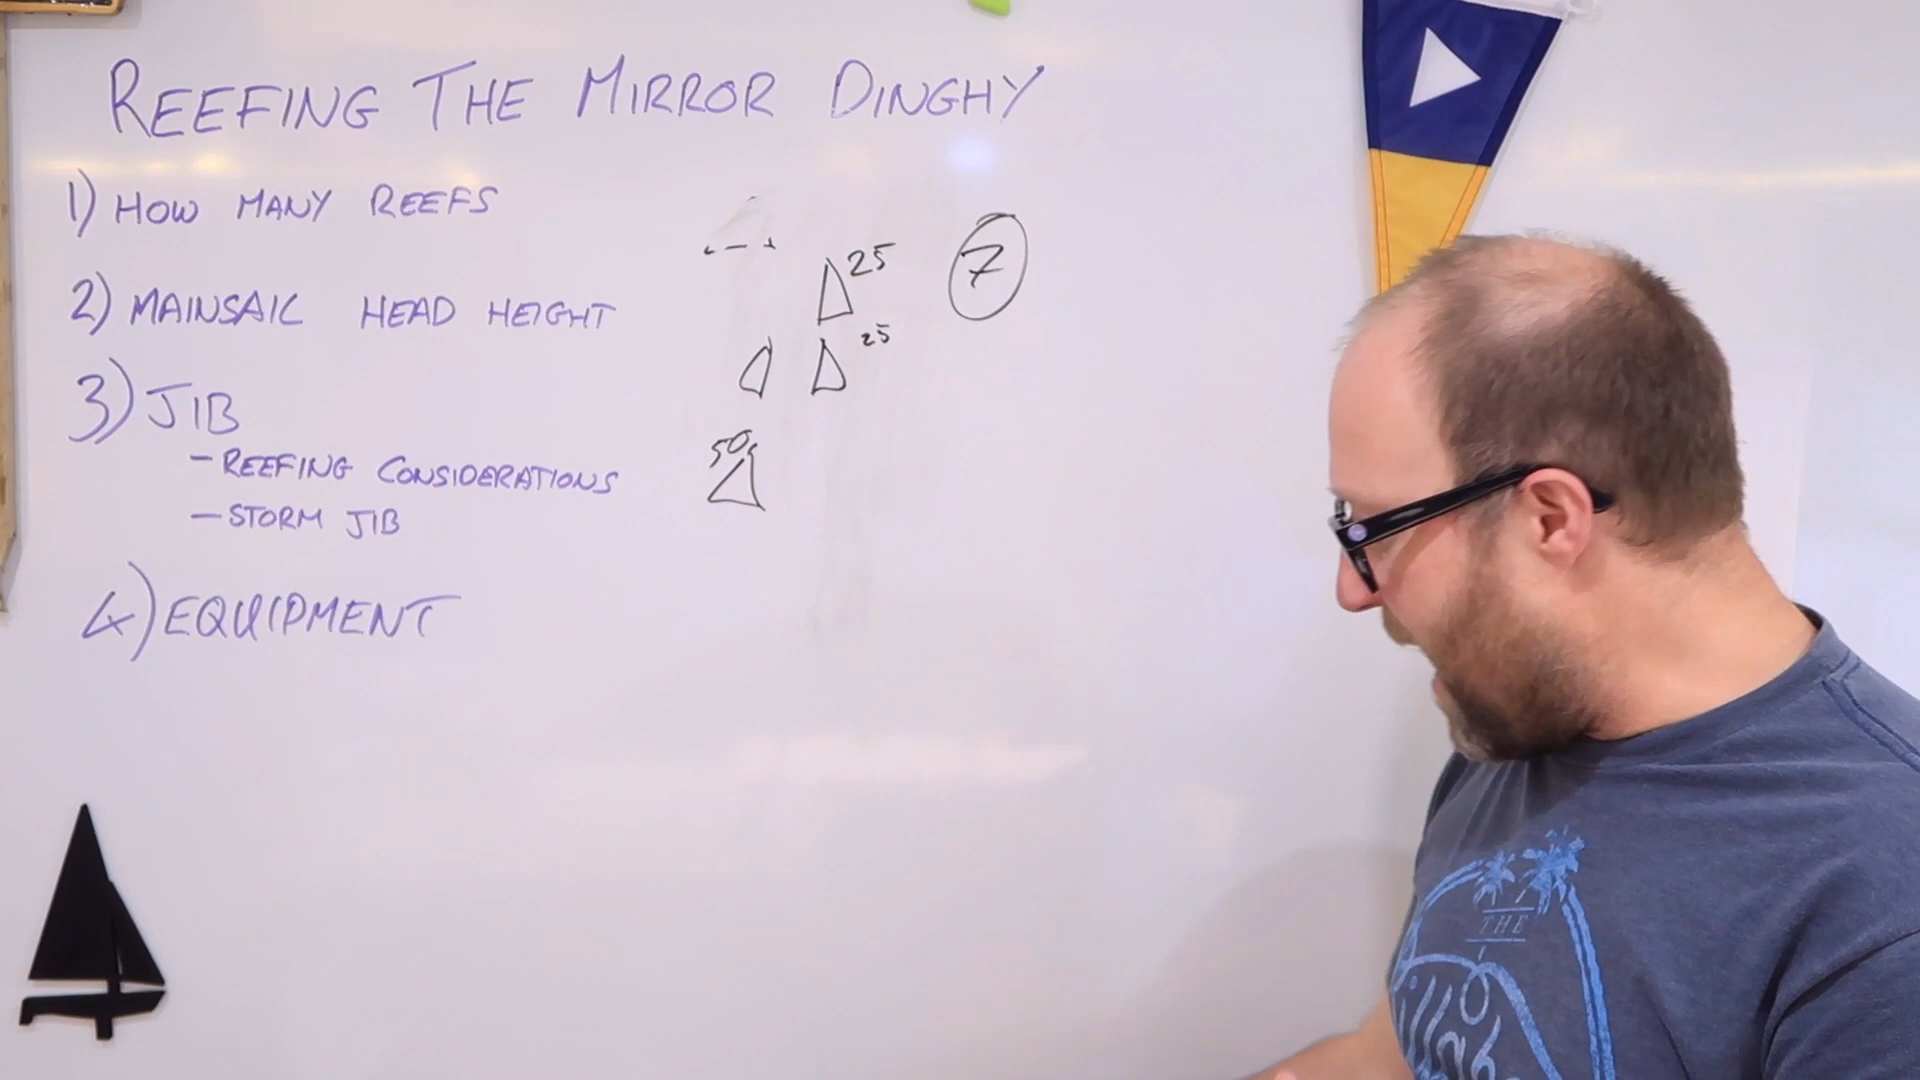 REEFING THE MIRROR DINGHY
1) HOW MANY REEFS
2) MAINSAIL HEAD HEIGHT
3) JIB
- REEFING CONSIDERATIONS
- STORM JIB
4) EQUIPMENT
25
7
25
50
THE